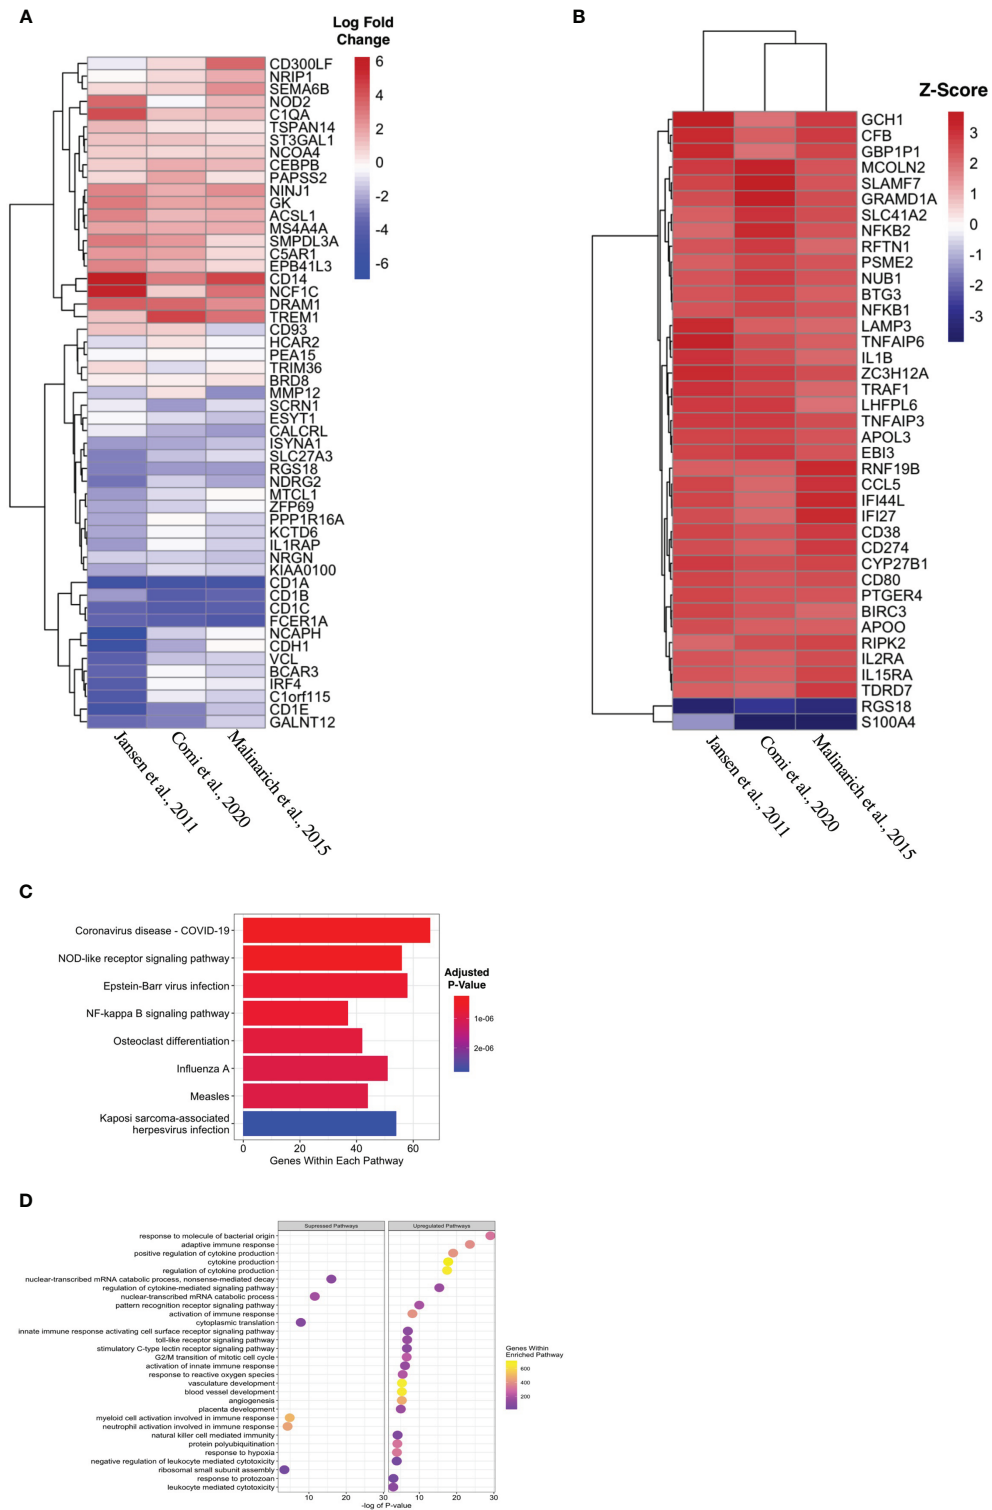 A
Log Fold
Change
6
4
2
0
-2
-4
-6
CD300LF
NRIP1
SEMA6B
NOD2
C1QA
TSPAN14
ST3GAL1
NCOA4
CEBPB
PAPSS2
NINJ1
GK
ACSL1
MS4A4A
SMPDL3A
C5AR1
EPB41L3
CD14
NCF1C
DRAM1
TREM1
CD93
HCAR2
PEA15
TRIM36
BRD8
MMP12
SCRN1
ESYT1
CALCRL
ISYNA1
SLC27A3
RGS18
NDRG2
MTCL1
ZFP69
PPP1R16A
KCTD6
IL1RAP
NRGN
KIAA0100
CD1A
CD1B
CD1C
FCER1A
NCAPH
CDH1
VCL
BCAR3
IRF4
C1orf115
CD1E
GALNT12
Jansen et al., 2011
Comi et al., 2020
Malinarich et al., 2015
B
Z-Score
3
2
1
0
-1
-2
-3
GCH1
CFB
GBP1P1
MCOLN2
SLAMF7
GRAMD1A
SLC41A2
NFKB2
RFTN1
PSME2
NUB1
BTG3
NFKB1
LAMP3
TNFAIP6
IL1B
ZC3H12A
TRAF1
LHFPL6
TNFAIP3
APOL3
EBI3
RNF19B
CCL5
IFI44L
IFI27
CD38
CD274
CYP27B1
CD80
PTGER4
BIRC3
APOO
RIPK2
IL2RA
IL15RA
TDRD7
RGS18
S100A4
Jansen et al., 2011
Comi et al., 2020
Malinarich et al., 2015
C
Coronavirus disease - COVID-19
NOD-like receptor signaling pathway
Epstein-Barr virus infection
NF-kappa B signaling pathway
Osteoclast differentiation
Influenza A
Measles
Kaposi sarcoma-associated
herpesvirus infection
0 20 40 60
Genes Within Each Pathway
Adjusted
P-Value
1e-06
2e-06
D
Supressed Pathways
Upregulated Pathways
response to molecule of bacterial origin
adaptive immune response
positive regulation of cytokine production
cytokine production
regulation of cytokine production
nuclear-transcribed mRNA catabolic process, nonsense-mediated decay
regulation of cytokine-mediated signaling pathway
nuclear-transcribed mRNA catabolic process
pattern recognition receptor signaling pathway
activation of immune response
cytoplasmic translation
innate immune response activating cell surface receptor signaling pathway
toll-like receptor signaling pathway
stimulatory C-type lectin receptor signaling pathway
G2/M transition of mitotic cell cycle
activation of innate immune response
response to reactive oxygen species
vasculature development
blood vessel development
angiogenesis
placenta development
myeloid cell activation involved in immune response
neutrophil activation involved in immune response
natural killer cell mediated immunity
protein polyubiquitination
response to hypoxia
negative regulation of leukocyte mediated cytotoxicity
ribosomal small subunit assembly
response to protozoan
leukocyte mediated cytotoxicity
10 20 30 10 20 30
-log of P-value
Genes Within
Enriched Pathway
600
400
200